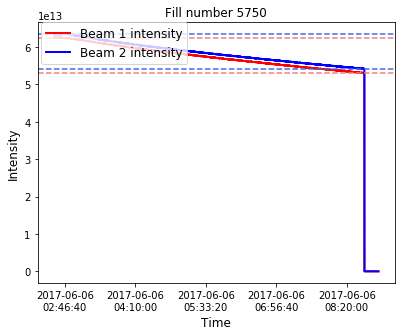 Fill number 5750
1e13
Beam 1 intensity
Beam 2 intensity
6
5
4
3
2
1
0
Intensity
2017-06-06 2017-06-06 2017-06-06 2017-06-06 2017-06-06
02:46:40 04:10:00 05:33:20 06:56:40 08:20:00
Time